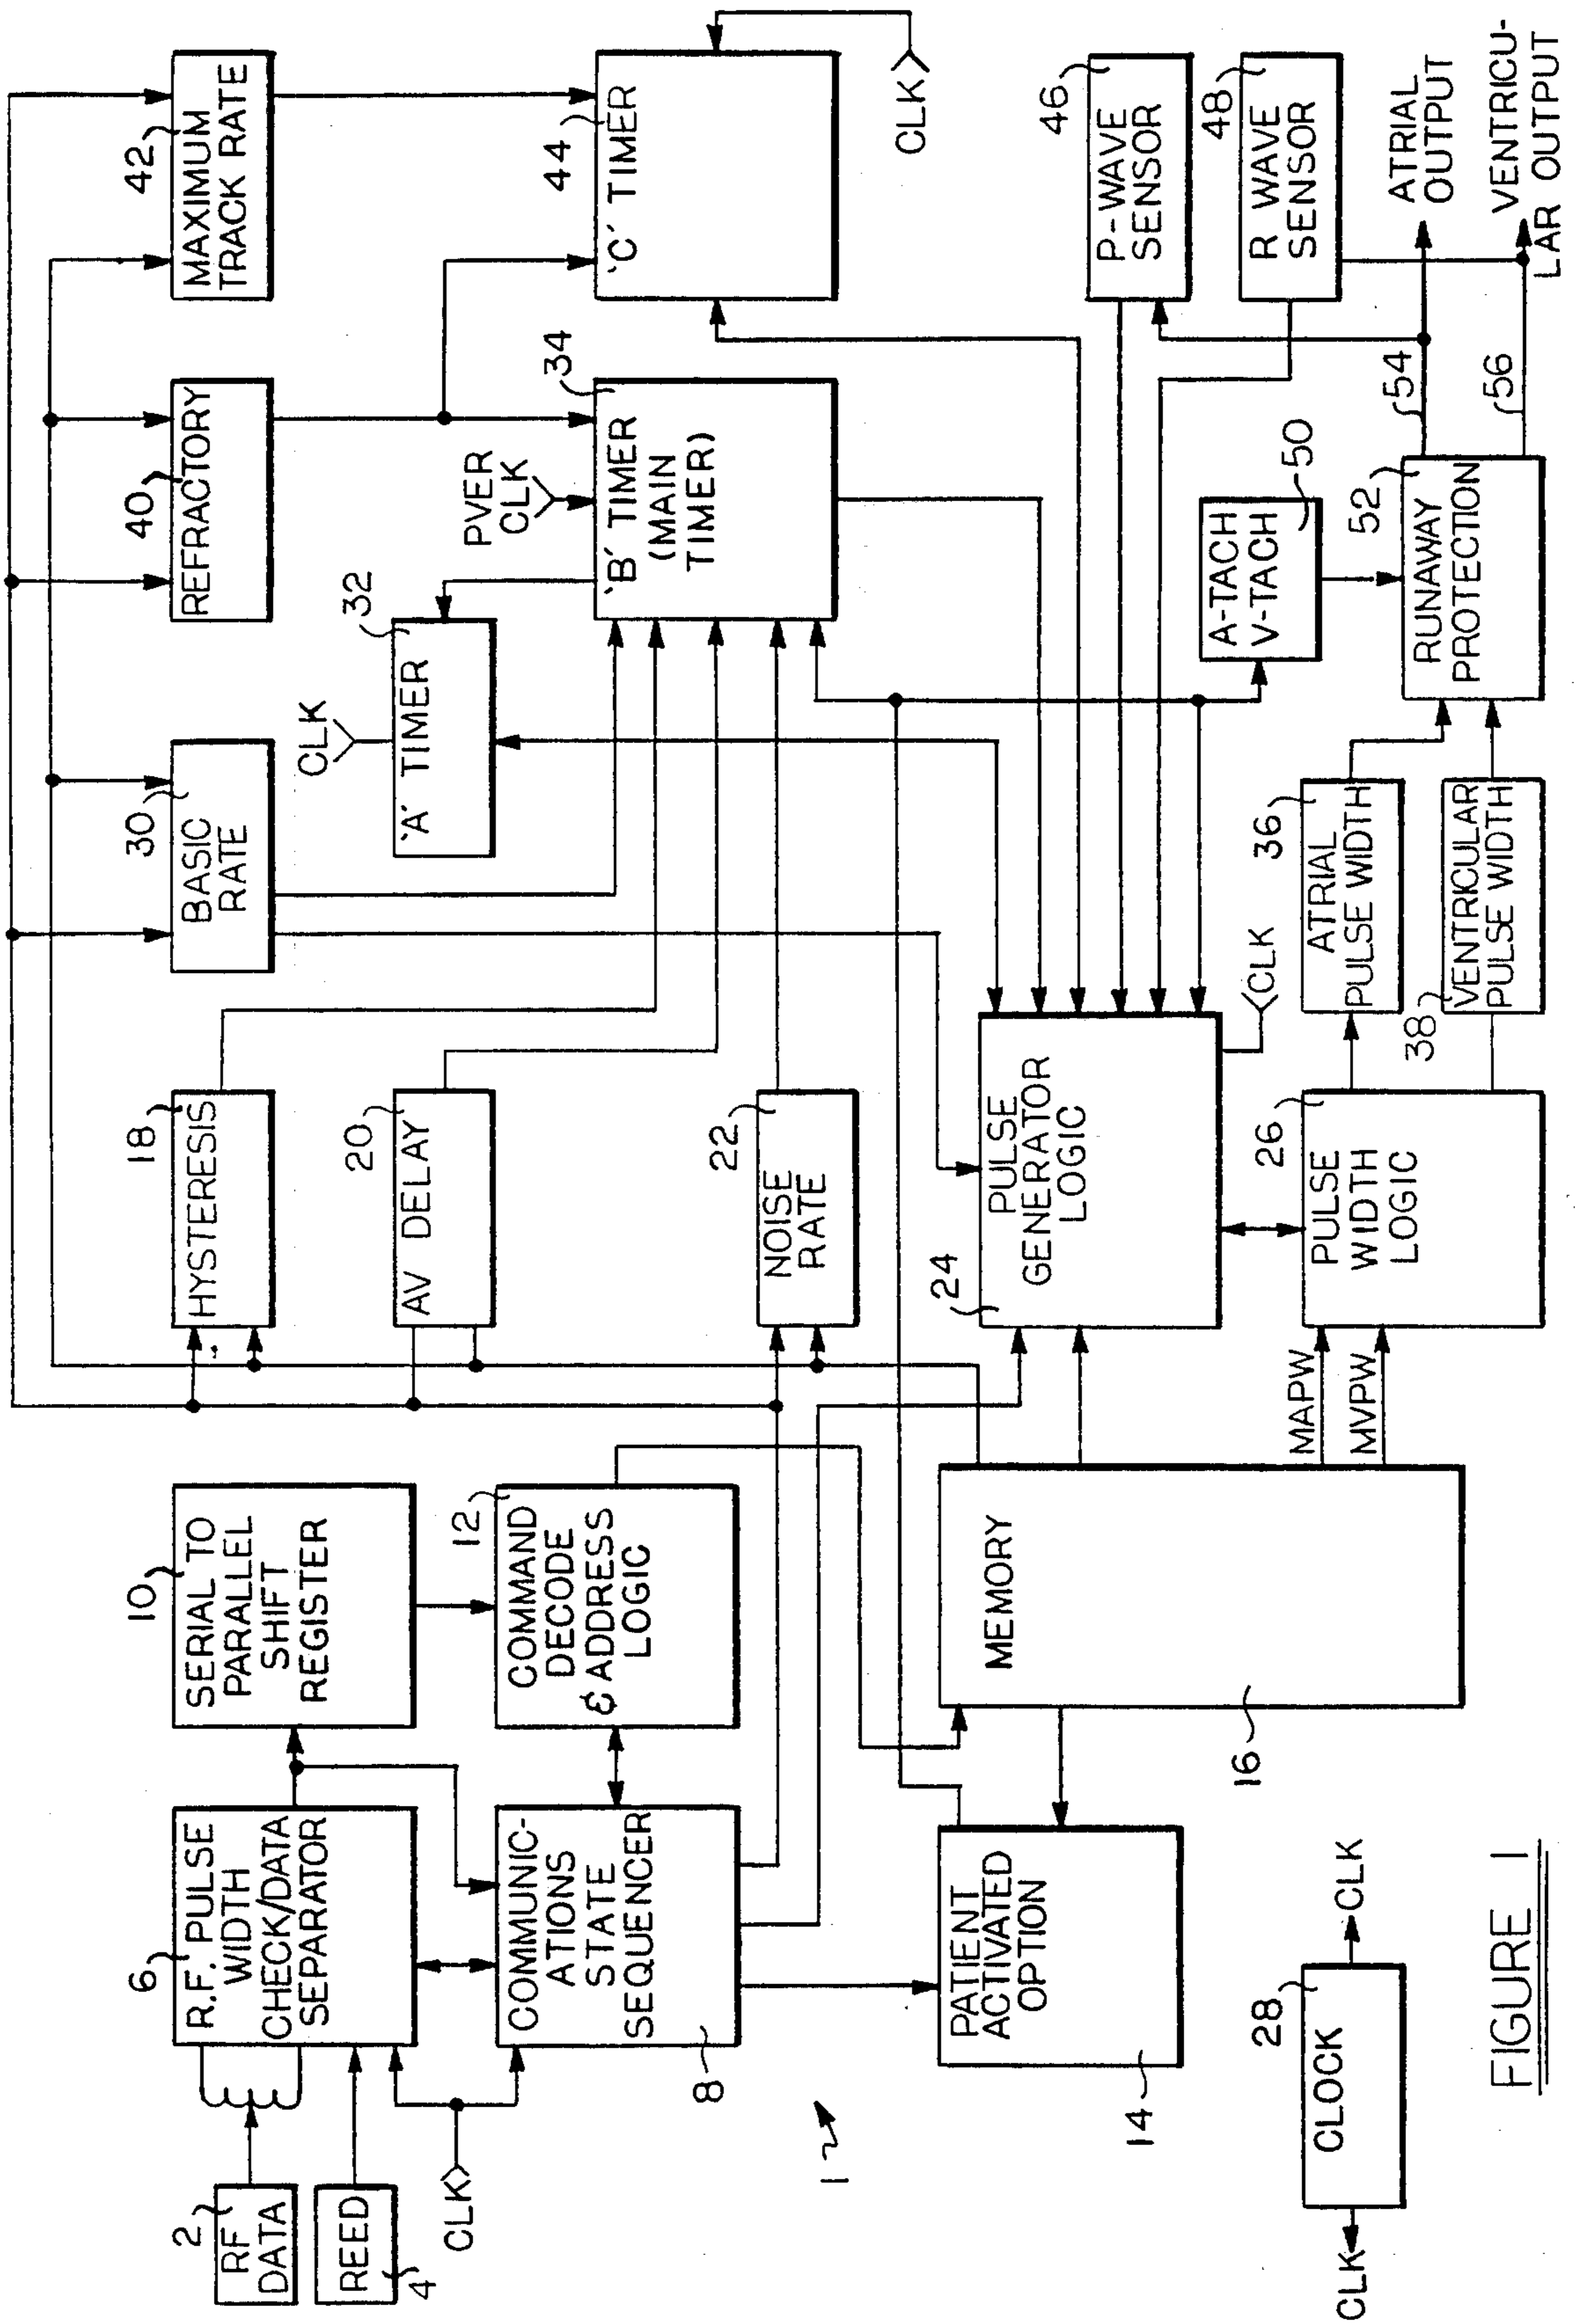 2
RF
DATA
REED
4
CLK
6
R.F. PULSE
WIDTH
CHECK/DATA
SEPARATOR
COMMUNIC-
ATIONS
STATE
SEQUENCER
8
10
SERIAL TO
PARALLEL
SHIFT
REGISTER
12
COMMAND
DECODE
& ADDRESS
LOGIC
1
PATIENT
ACTIVATED
OPTION
14
MEMORY
16
CLK
28
CLOCK
CLK
18
HYSTERESIS
20
AV DELAY
22
NOISE
RATE
24
PULSE
GENERATOR
LOGIC
CLK
MAPW
MVPW
26
PULSE
WIDTH
LOGIC
30
BASIC
RATE
CLK
32
'A' TIMER
PVER
CLK
34
'B' TIMER
(MAIN
TIMER)
36
ATRIAL
PULSE WIDTH
38
VENTRICULAR
PULSE WIDTH
40
REFRACTORY
42
MAXIMUM
TRACK RATE
44
'C' TIMER
CLK
46
P-WAVE
SENSOR
48
R WAVE
SENSOR
A-TACH
V-TACH
50
52
RUNAWAY
PROTECTION
54
56
ATRIAL
OUTPUT
VENTRICU-
LAR OUTPUT
FIGURE 1